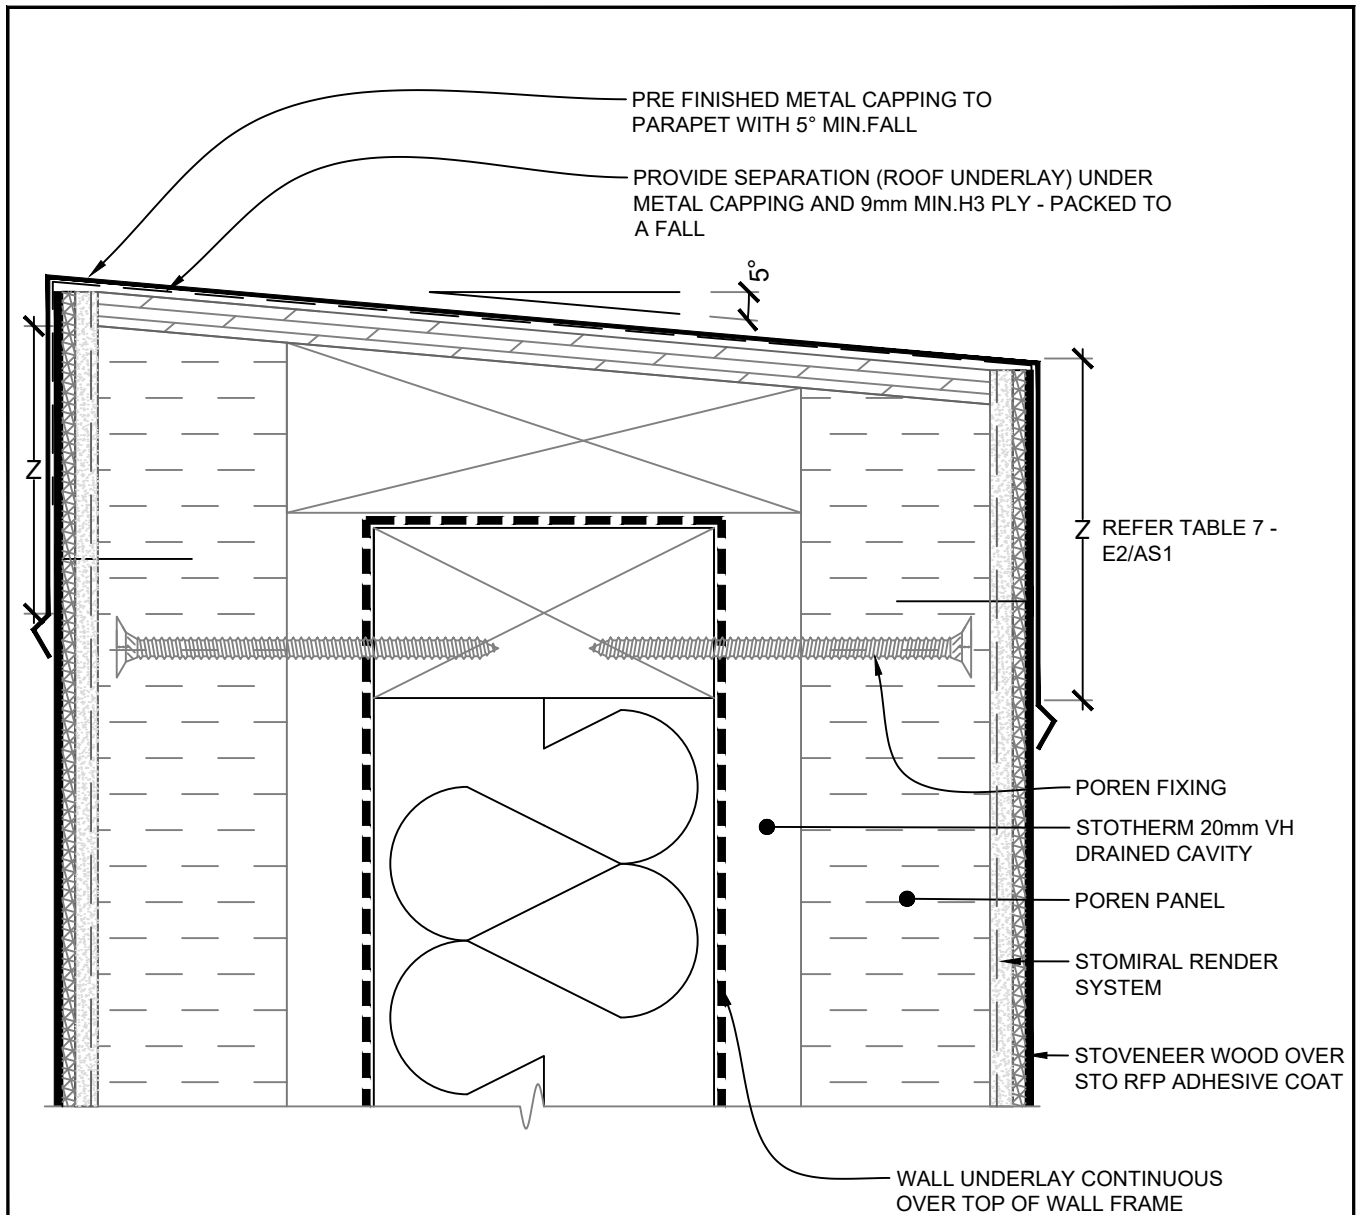 PRE FINISHED METAL CAPPING TO
PARAPET WITH 5° MIN.FALL
PROVIDE SEPARATION (ROOF UNDERLAY) UNDER
METAL CAPPING AND 9mm MIN.H3 PLY - PACKED TO
A FALL
5°
Z
Z REFER TABLE 7 -
E2/AS1
POREN FIXING
STOTHERM 20mm VH
DRAINED CAVITY
POREN PANEL
STOMIRAL RENDER
SYSTEM
STOVENEER WOOD OVER
STO RFP ADHESIVE COAT
WALL UNDERLAY CONTINUOUS
OVER TOP OF WALL FRAME